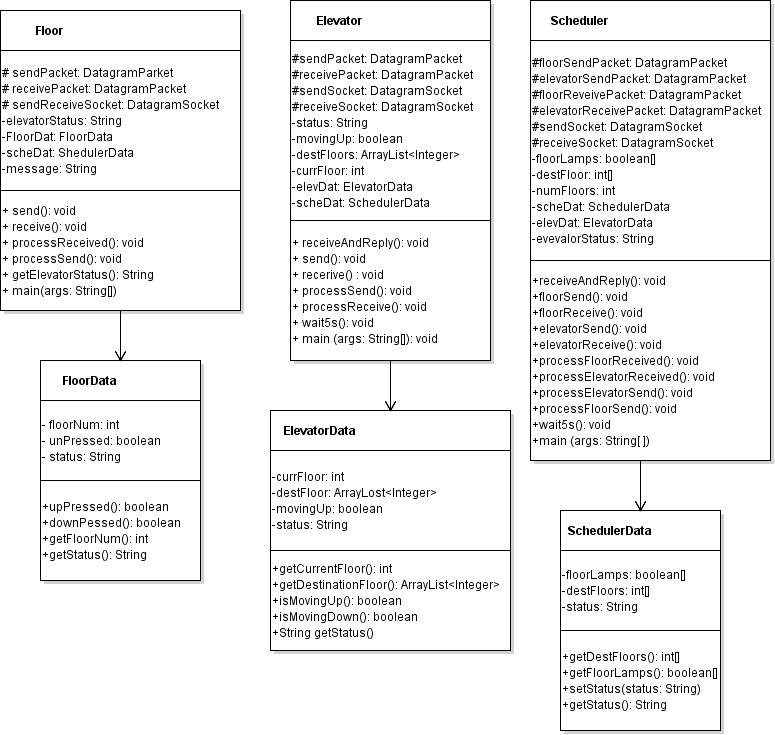 Floor
# sendPacket: DatagramParket
# receivePacket: DatagramPacket
# sendReceiveSocket: DatagramSocket
-elevatorStatus: String
-FloorDat: FloorData
-scheDat: ShedulerData
-message: String
+ send(): void
+ receive(): void
+ processReceived(): void
+ processSend(): void
+ getElevatorStatus(): String
+ main(args: String[])
FloorData
- floorNum: int
- unPressed: boolean
- status: String
+upPressed(): boolean
+downPessed(): boolean
+getFloorNum(): int
+getStatus(): String
Elevator
#sendPacket: DatagramPacket
#receivePacket: DatagramPacket
#sendSocket: DatagramSocket
#receiveSocket: DatagramSocket
-status: String
-movingUp: boolean
-destFloors: ArrayList<Integer>
-currFloor: int
-elevDat: ElevatorData
-scheDat: SchedulerData
+ receiveAndReply(): void
+ send(): void
+ recerive() : void
+ processSend(): void
+ processReceive(): void
+ wait5s(): void
+ main (args: String[]): void
ElevatorData
-currFloor: int
-destFloor: ArrayLost<Integer>
-movingUp: boolean
-status: String
+getCurrentFloor(): int
+getDestinationFloor(): ArrayList<Integer>
+isMovingUp(): boolean
+isMovingDown(): boolean
+String getStatus()
Scheduler
#floorSendPacket: DatagramPacket
#elevatorSendPacket: DatagramPacket
#floorReveivePacket: DatagramPacket
#elevatorReceivePacket: DatagramPacket
#sendSocket: DatagramSocket
#receiveSocket: DatagramSocket
-floorLamps: boolean[]
-destFloor: int[]
-numFloors: int
-scheDat: SchedulerData
-elevDat: ElevatorData
-evevalorStatus: String
+receiveAndReply(): void
+floorSend(): void
+floorReceive(): void
+elevatorSend(): void
+elevatorReceive(): void
+processFloorReceived(): void
+processElevatorReceived(): void
+processElevatorSend(): void
+processFloorSend(): void
+wait5s(): void
+main (args: String[ ])
SchedulerData
-floorLamps: boolean[]
-destFloors: int[]
-status: String
+getDestFloors(): int[]
+getFloorLamps(): boolean[]
+setStatus(status: String)
+getStatus(): String